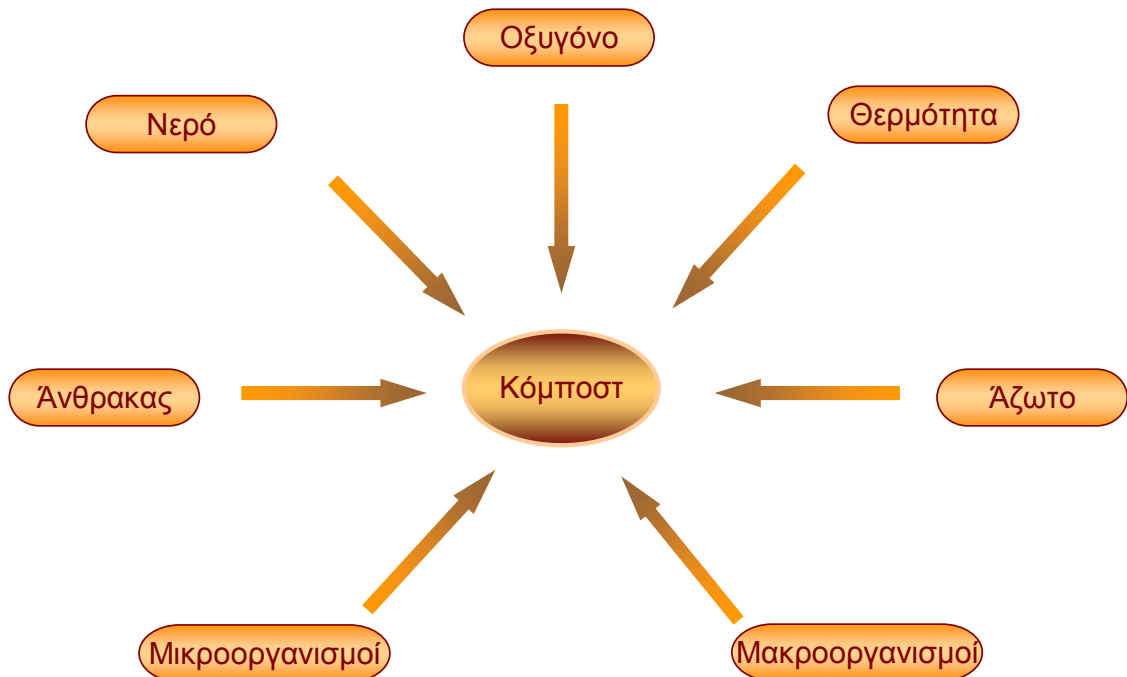 Οξυγόνο
Νερό
Θερμότητα
Κόμποστ
Άνθρακας
Άζωτο
Μικροοργανισμοί
Μακροοργανισμοί